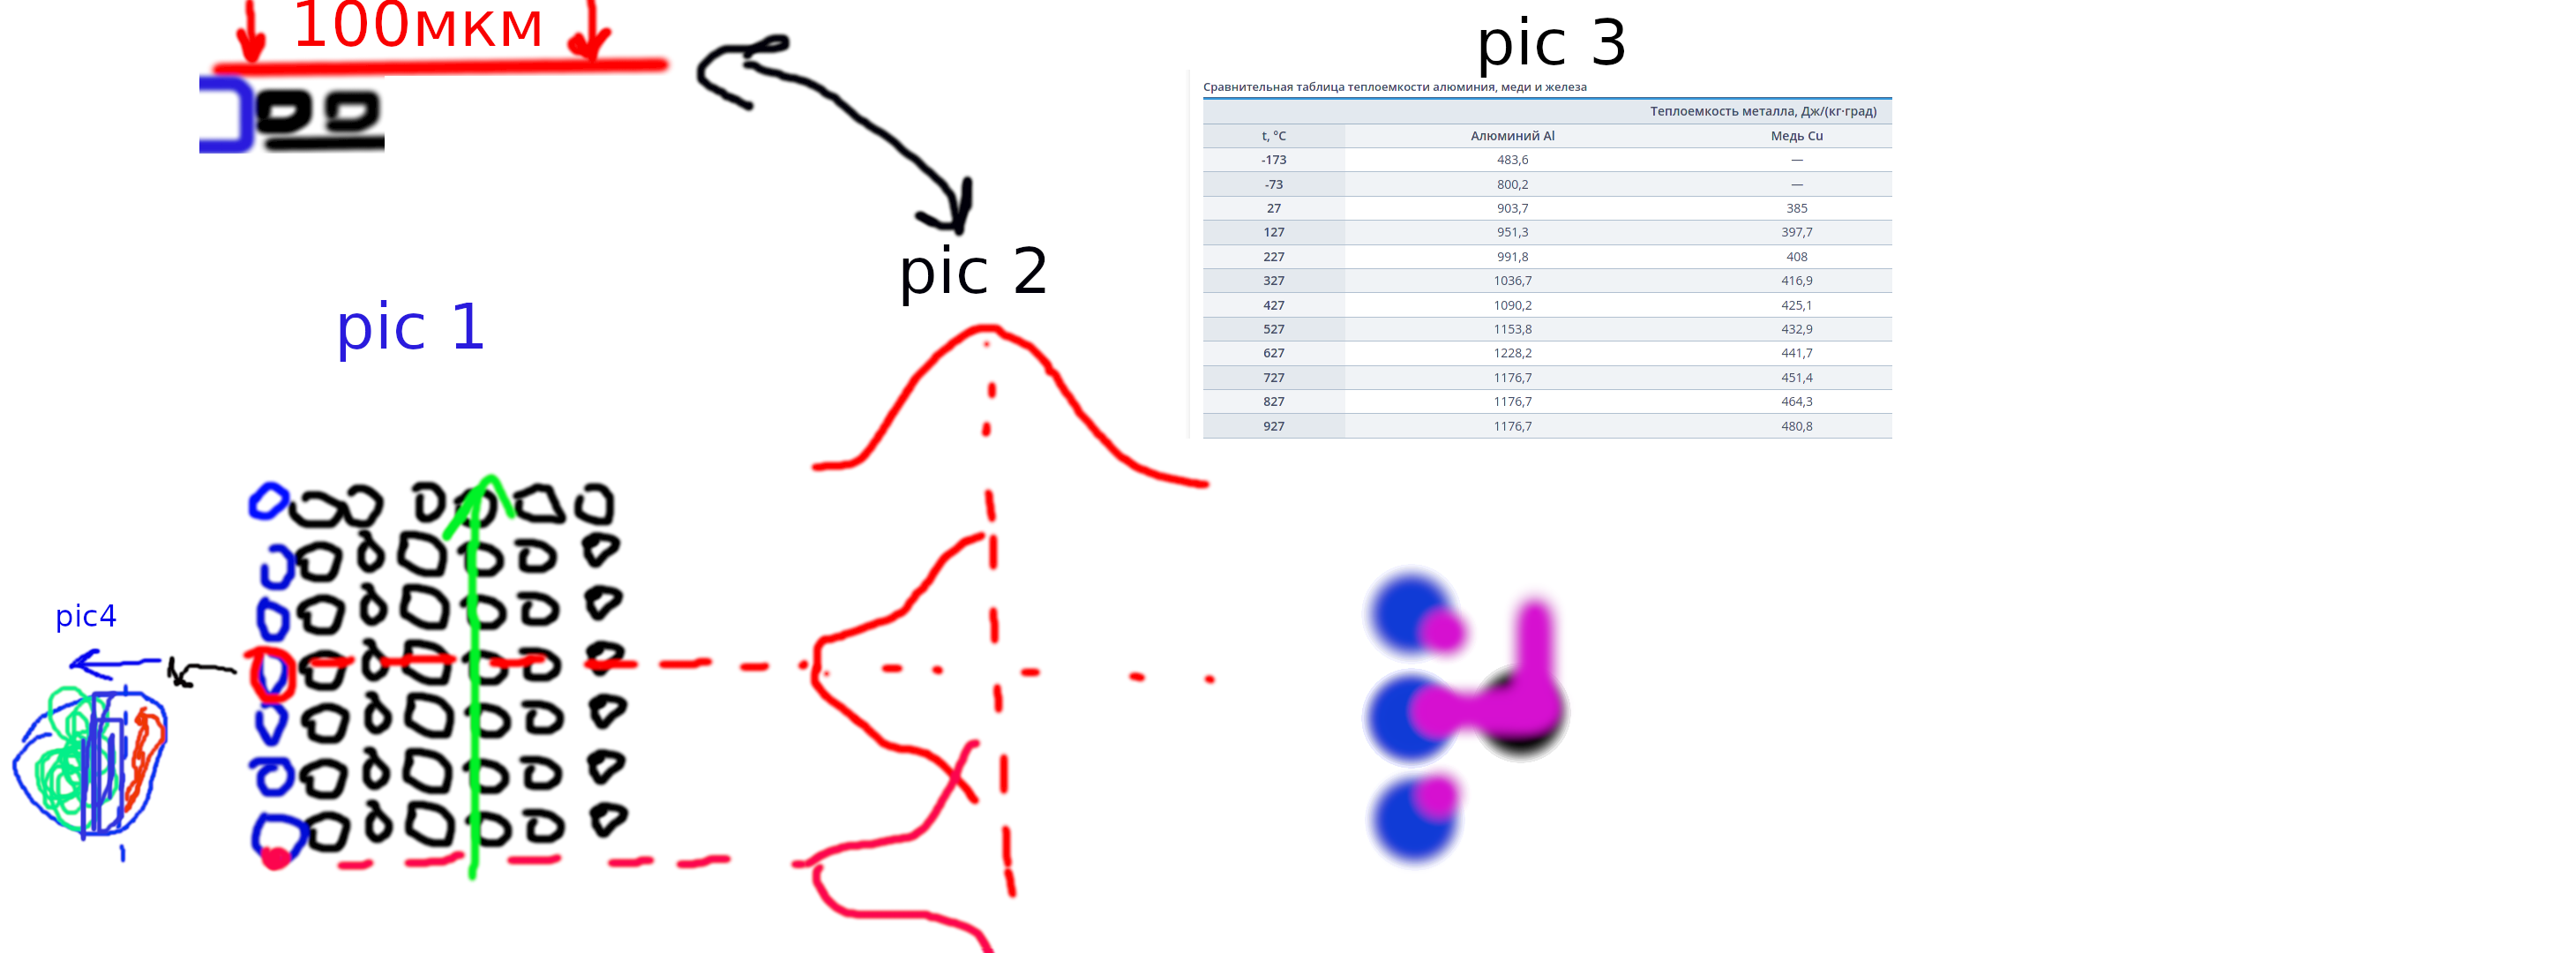 100мкм
pic 3
Сравнительная таблица теплоемкости алюминия, меди и железа
Теплоемкость металла, Дж/(кг·град)
t, °C Алюминий Al Медь Cu
-173 483,6 —
-73 800,2 —
27 903,7 385
127 951,3 397,7
227 991,8 408
327 1036,7 416,9
427 1090,2 425,1
527 1153,8 432,9
627 1228,2 441,7
727 1176,7 451,4
827 1176,7 464,3
927 1176,7 480,8
pic 2
pic 1
pic4